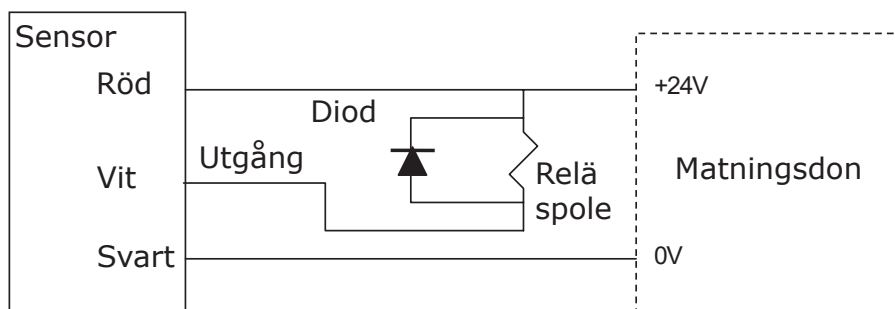 Sensor
Röd
+24V
Diod
Utgång
Vit
Relä
spole
Matningsdon
Svart
0V